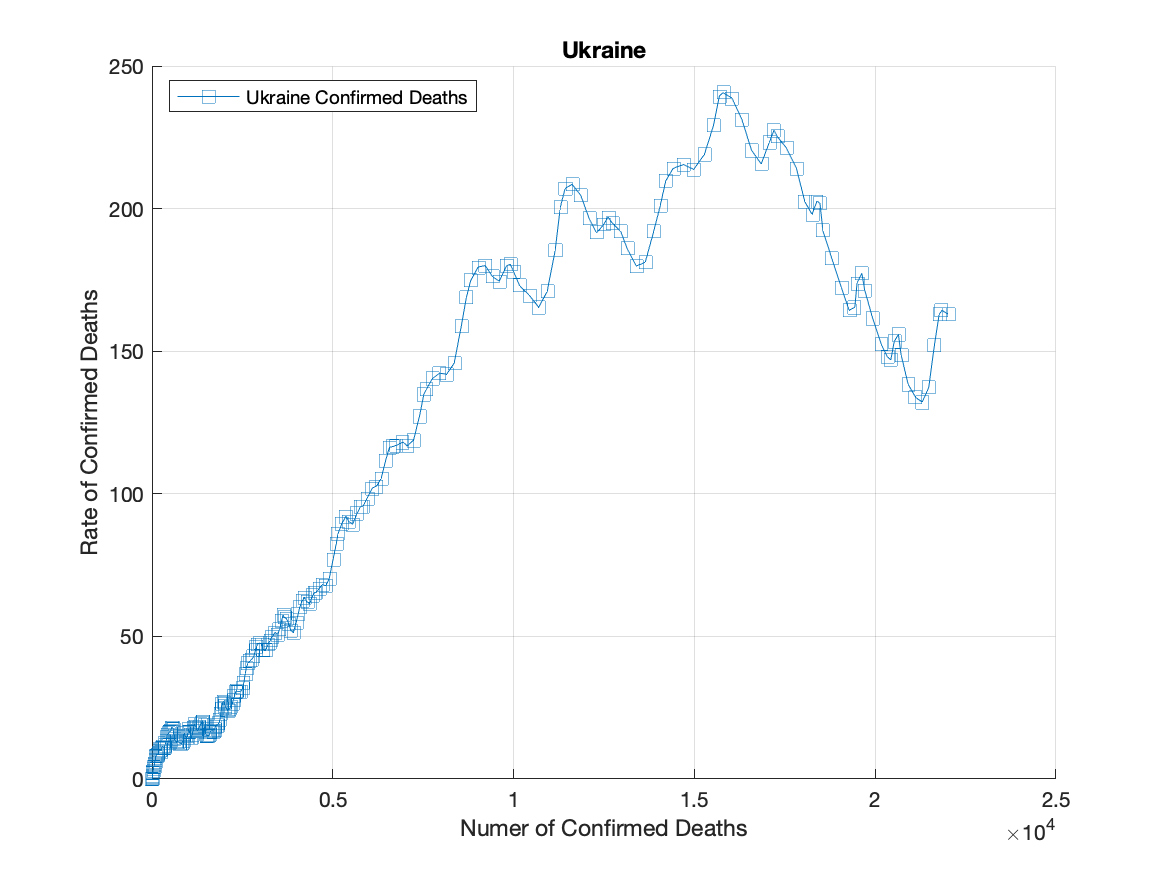 Ukraine
Ukraine Confirmed Deaths
250
200
150
100
50
0
Rate of Confirmed Deaths
0 0.5 1 1.5 2 2.5
×10^4
Numer of Confirmed Deaths